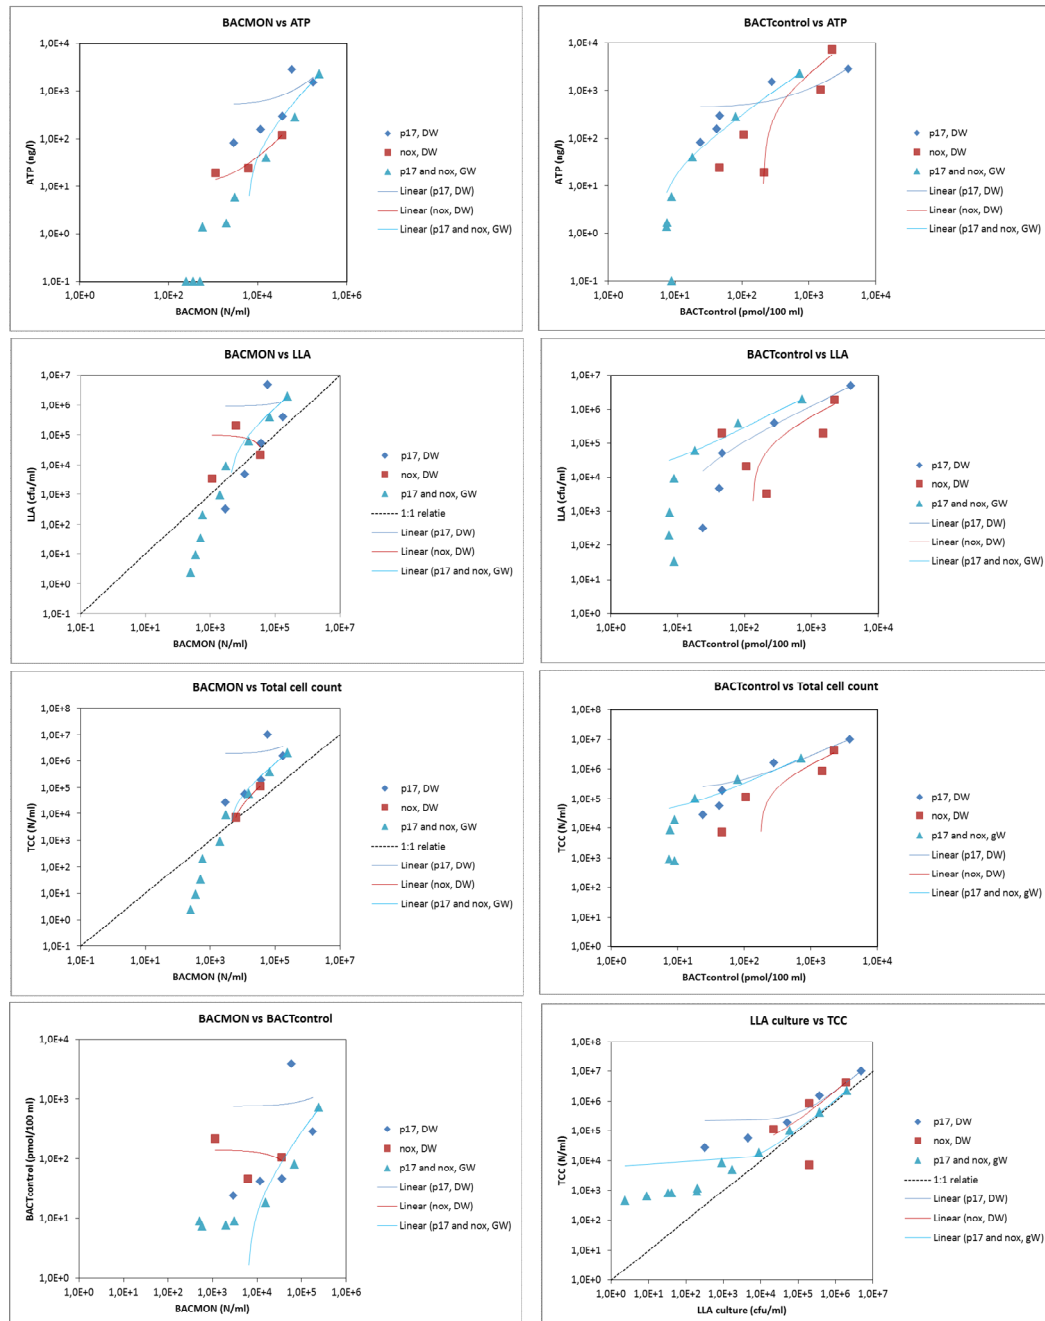 BACMON vs ATP
1,0E+4
1,0E+3
1,0E+2
1,0E+1
1,0E+0
1,0E-1
ATP (ng/l)
1,0E+0
1,0E+2
1,0E+4
1,0E+6
BACMON (N/ml)
p17, DW
nox, DW
p17 and nox, GW
Linear (p17, DW)
Linear (nox, DW)
Linear (p17 and nox, GW)
BACTcontrol vs ATP
1,0E+4
1,0E+3
1,0E+2
1,0E+1
1,0E+0
1,0E-1
ATP (ng/l)
1,0E+0
1,0E+1
1,0E+2
1,0E+3
1,0E+4
BACTcontrol (pmol/100 ml)
p17, DW
nox, DW
p17 and nox, GW
Linear (p17, DW)
Linear (nox, DW)
Linear (p17 and nox, GW)
BACMON vs LLA
1,0E+7
1,0E+6
1,0E+5
1,0E+4
1,0E+3
1,0E+2
1,0E+1
1,0E+0
1,0E-1
LLA (cfu/ml)
1,0E-1
1,0E+1
1,0E+3
1,0E+5
1,0E+7
BACMON (N/ml)
p17, DW
nox, DW
p17 and nox, GW
1:1 relatie
Linear (p17, DW)
Linear (nox, DW)
Linear (p17 and nox, GW)
BACTcontrol vs LLA
1,0E+7
1,0E+6
1,0E+5
1,0E+4
1,0E+3
1,0E+2
1,0E+1
1,0E+0
LLA (cfu/ml)
1,0E+0
1,0E+1
1,0E+2
1,0E+3
1,0E+4
BACTcontrol (pmol/100 ml)
p17, DW
nox, DW
p17 and nox, GW
Linear (p17, DW)
Linear (nox, DW)
Linear (p17 and nox, GW)
BACMON vs Total cell count
1,0E+8
1,0E+7
1,0E+6
1,0E+5
1,0E+4
1,0E+3
1,0E+2
1,0E+1
1,0E+0
1,0E-1
TCC (N/ml)
1,0E-1
1,0E+1
1,0E+3
1,0E+5
1,0E+7
BACMON (N/ml)
p17, DW
nox, DW
p17 and nox, GW
1:1 relatie
Linear (p17, DW)
Linear (nox, DW)
Linear (p17 and nox, GW)
BACTcontrol vs Total cell count
1,0E+8
1,0E+7
1,0E+6
1,0E+5
1,0E+4
1,0E+3
1,0E+2
1,0E+1
1,0E+0
TCC (N/ml)
1,0E+0
1,0E+1
1,0E+2
1,0E+3
1,0E+4
BACTcontrol (pmol/100 ml)
p17, DW
nox, DW
p17 and nox, gW
Linear (p17, DW)
Linear (nox, DW)
Linear (p17 and nox, gW)
BACMON vs BACTcontrol
1,0E+4
1,0E+3
1,0E+2
1,0E+1
1,0E+0
BACTcontrol (pmol/100 ml)
1,0E+0
1,0E+1
1,0E+2
1,0E+3
1,0E+4
1,0E+5
1,0E+6
BACMON (N/ml)
p17, DW
nox, DW
p17 and nox, GW
Linear (p17, DW)
Linear (nox, DW)
Linear (p17 and nox, GW)
LLA culture vs TCC
1,0E+8
1,0E+7
1,0E+6
1,0E+5
1,0E+4
1,0E+3
1,0E+2
1,0E+1
1,0E+0
TCC (N/ml)
1,0E+0
1,0E+1
1,0E+2
1,0E+3
1,0E+4
1,0E+5
1,0E+6
1,0E+7
LLA culture (cfu/ml)
p17, DW
nox, DW
p17 and nox, gW
1:1 relatie
Linear (p17, DW)
Linear (nox, DW)
Linear (p17 and nox, gW)